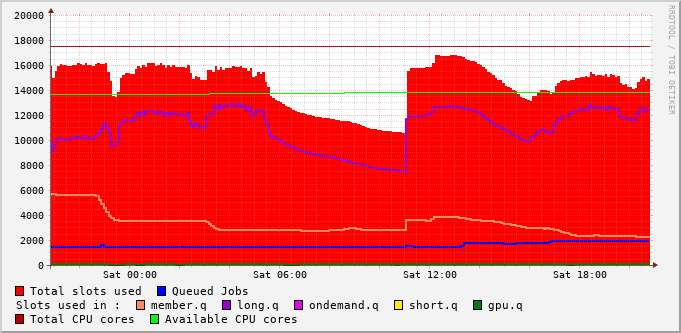 RRDTOOL / TOBI OETIKER
20000
18000
16000
14000
12000
10000
8000
6000
4000
2000
0
Sat 00:00 Sat 06:00 Sat 12:00 Sat 18:00
Total slots used Queued Jobs
Slots used in : member.q long.q ondemand.q short.q gpu.q
Total CPU cores Available CPU cores